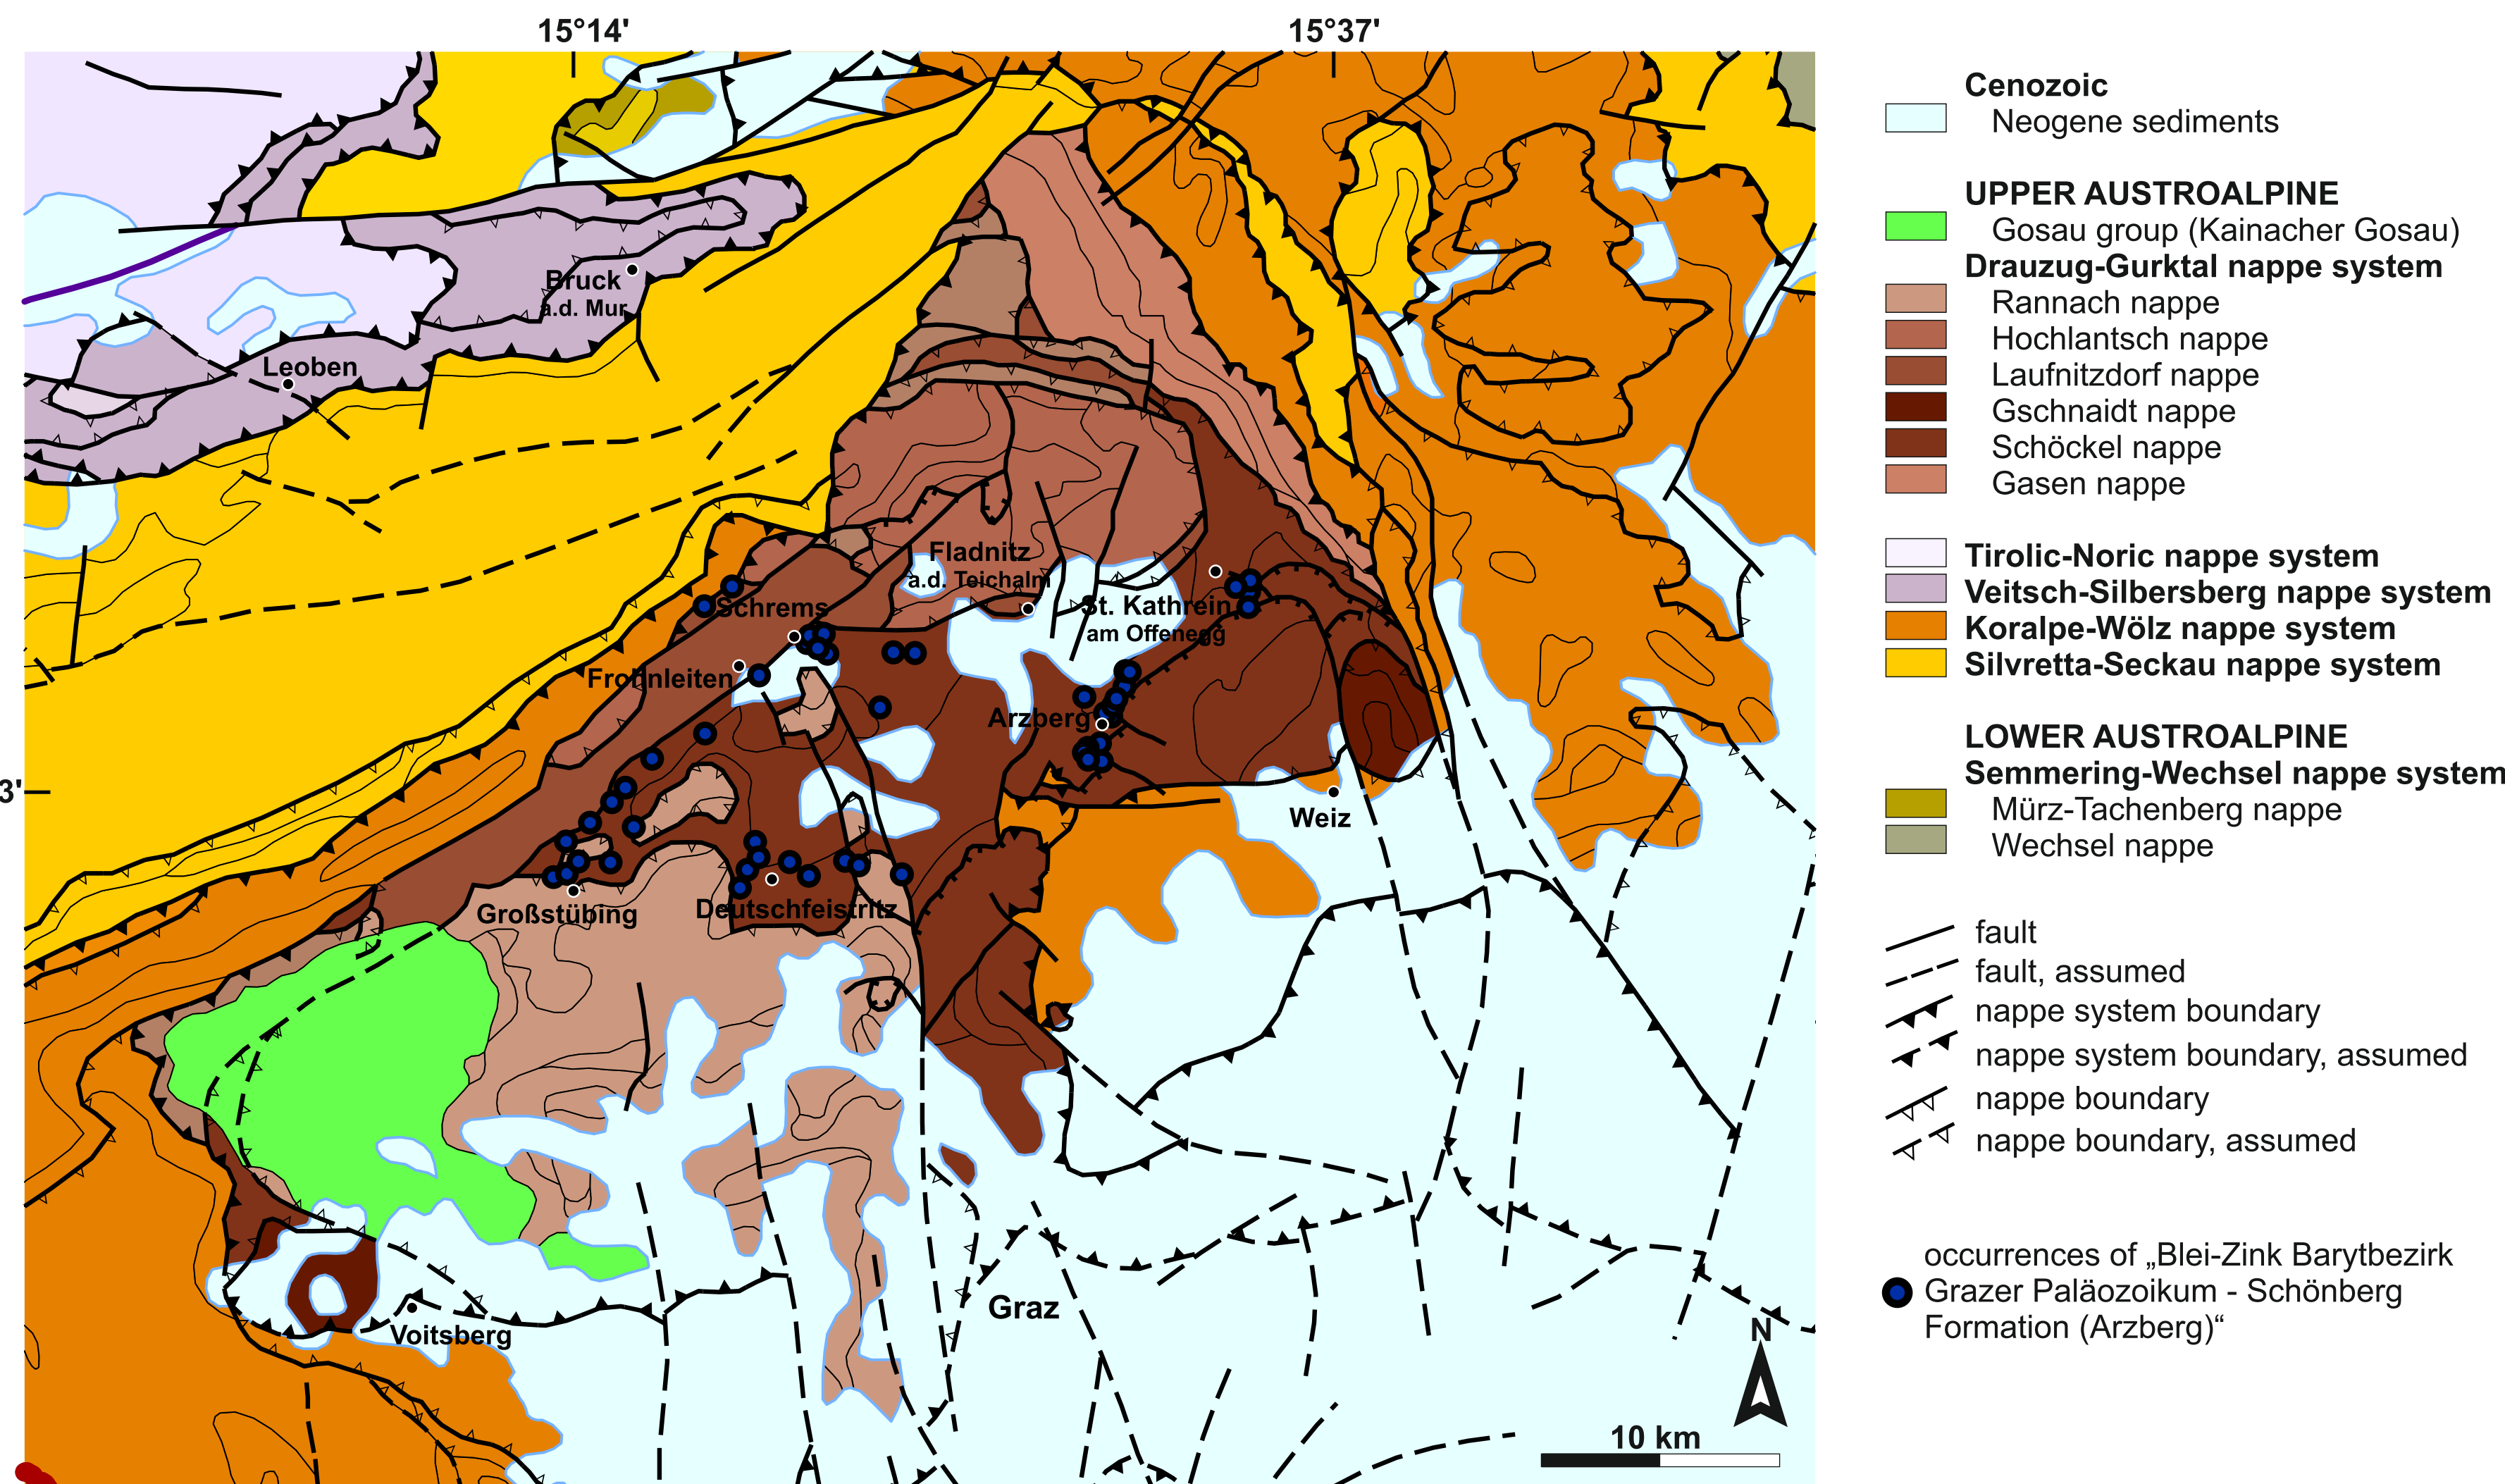 15°14'
15°37'
3'
Bruck
a.d. Mur
Leoben
Fladnitz
a.d. Teichalm
Schrems
St. Kathrein
am Offenegg
Frohnleiten
Arzberg
Weiz
Großstübing
Deutschfeistritz
Graz
Voitsberg
N
10 km
Cenozoic
Neogene sediments
UPPER AUSTROALPINE
Gosau group (Kainacher Gosau)
Drauzug-Gurktal nappe system
Rannach nappe
Hochlantsch nappe
Laufnitzdorf nappe
Gschnaidt nappe
Schöckel nappe
Gasen nappe
Tirolic-Noric nappe system
Veitsch-Silbersberg nappe system
Koralpe-Wölz nappe system
Silvretta-Seckau nappe system
LOWER AUSTROALPINE
Semmering-Wechsel nappe system
Mürz-Tachenberg nappe
Wechsel nappe
fault
fault, assumed
nappe system boundary
nappe system boundary, assumed
nappe boundary
nappe boundary, assumed
occurrences of „Blei-Zink Barytbezirk
Grazer Paläozoikum - Schönberg
Formation (Arzberg)“